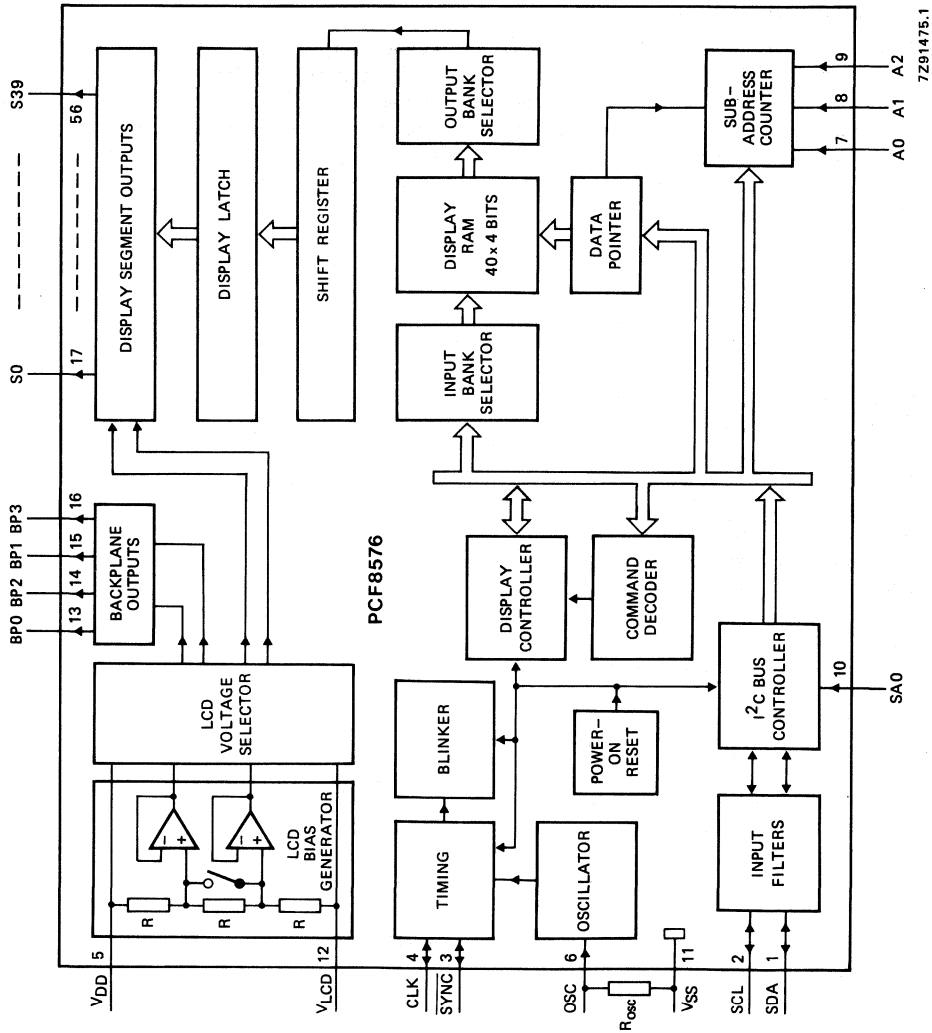 S39
S0
56
17
DISPLAY SEGMENT OUTPUTS
DISPLAY LATCH
SHIFT REGISTER
BP0 BP2 BP1 BP3
13 14 15 16
BACKPLANE
OUTPUTS
LCD
VOLTAGE
SELECTOR
LCD
BIAS
GENERATOR
R
R
R
- +
- +
VDD 5
VLCD 12
PCF8576
OUTPUT
BANK
SELECTOR
DISPLAY
RAM
40 x 4 BITS
INPUT
BANK
SELECTOR
DATA
POINTER
SUB-
ADDRESS
COUNTER
7 8 9
A0 A1 A2
DISPLAY
CONTROLLER
COMMAND
DECODER
BLINKER
TIMING
POWER-
ON
RESET
OSCILLATOR
I²C BUS
CONTROLLER
10
SA0
INPUT
FILTERS
CLK 4
SYNC 3
OSC 6
Rosc
VSS 11
SCL 2
SDA 1
7Z91475.1